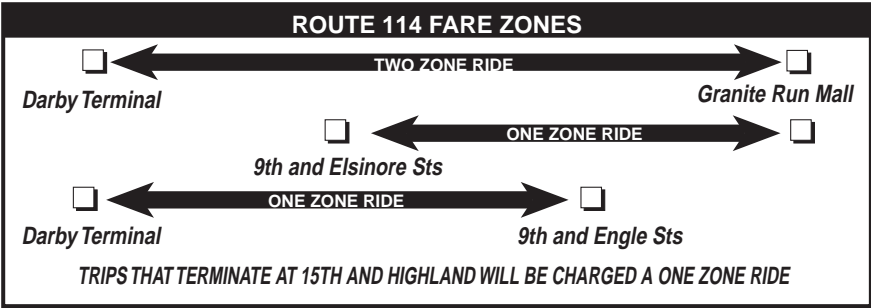 ROUTE 114 FARE ZONES
TWO ZONE RIDE
Darby Terminal
Granite Run Mall
ONE ZONE RIDE
9th and Elsinore Sts
ONE ZONE RIDE
Darby Terminal
9th and Engle Sts
TRIPS THAT TERMINATE AT 15TH AND HIGHLAND WILL BE CHARGED A ONE ZONE RIDE